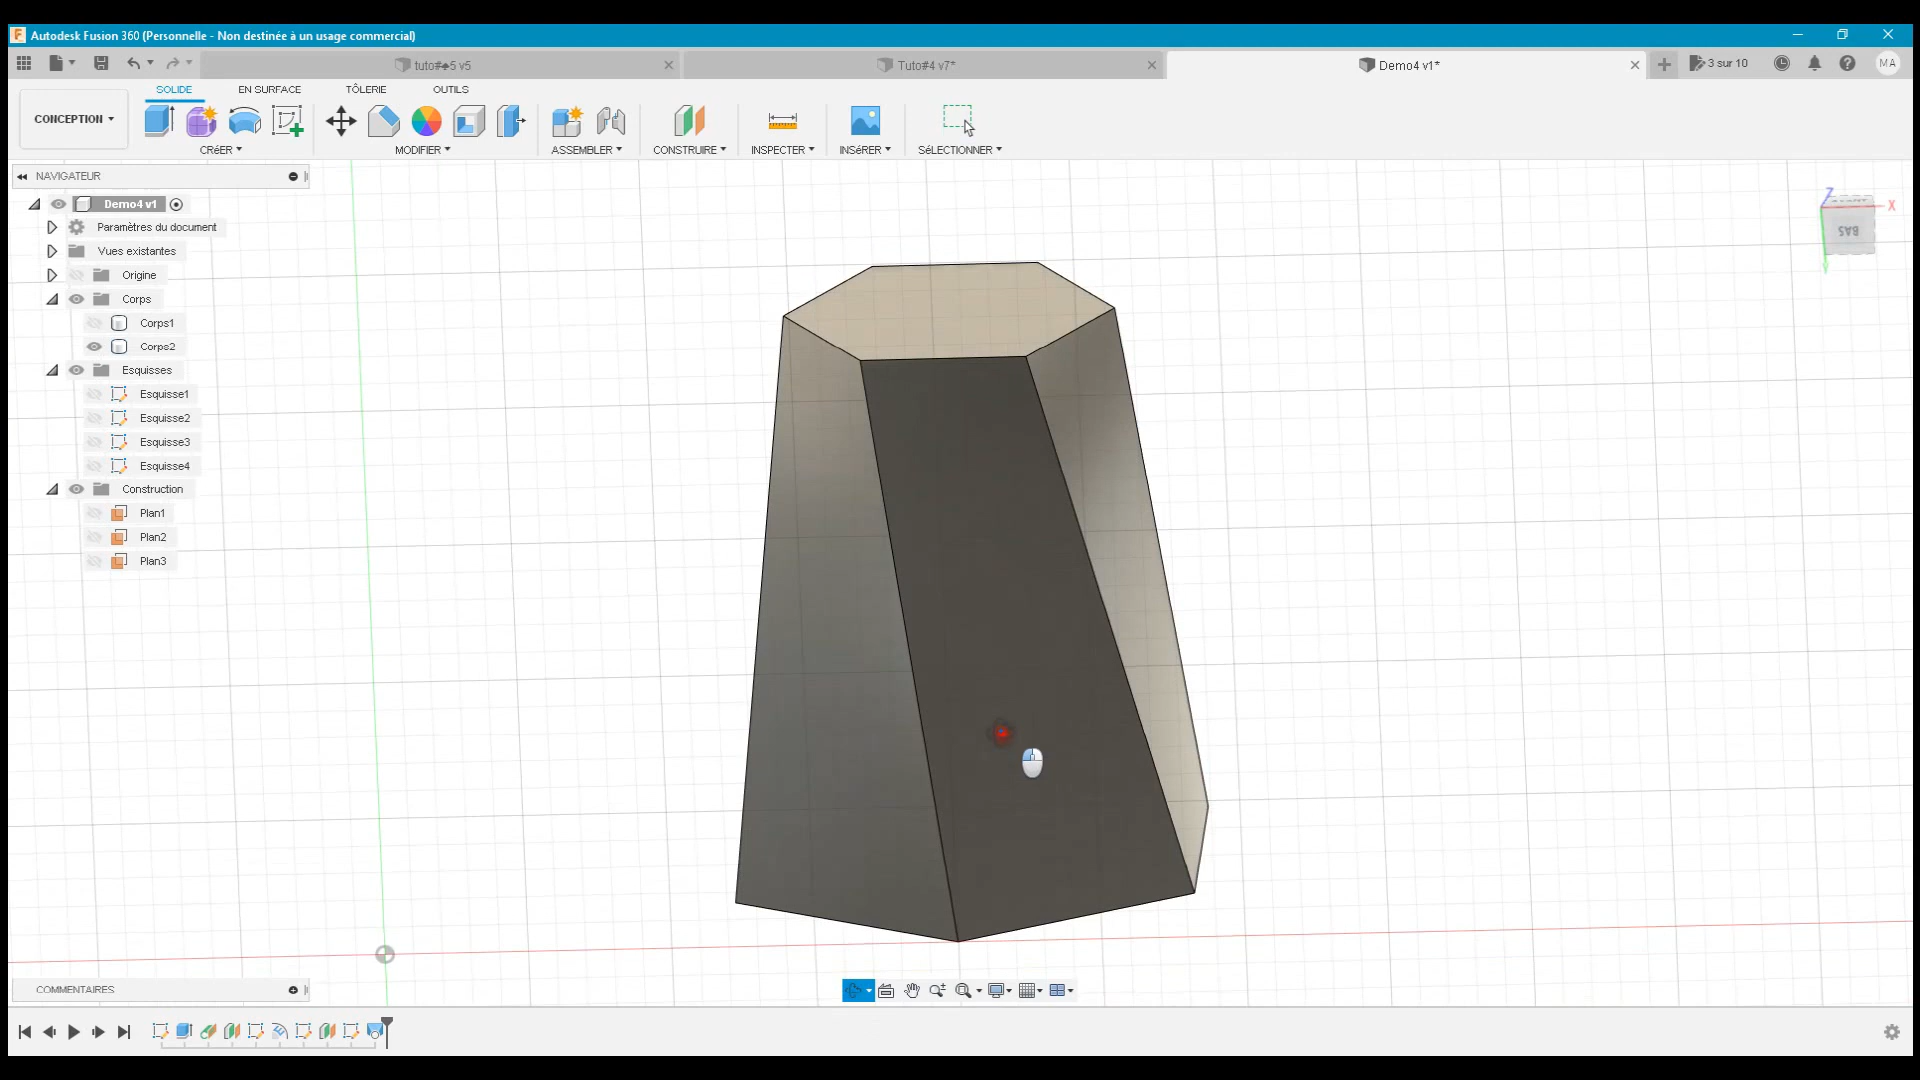 Autodesk Fusion 360 (Personnelle - Non destinée à un usage commercial)
tuto#♣5 v5
Tuto#4 v7*
Demo4 v1*
3 sur 10
MA
SOLIDE
EN SURFACE
TÔLERIE
OUTILS
CONCEPTION
CRÉER
MODIFIER
ASSEMBLER
CONSTRUIRE
INSPECTER
INSÉRER
SÉLECTIONNER
NAVIGATEUR
Demo4 v1
Paramètres du document
Vues existantes
Origine
Corps
Corps1
Corps2
Esquisses
Esquisse1
Esquisse2
Esquisse3
Esquisse4
Construction
Plan1
Plan2
Plan3
Z
X
BAS
Y
COMMENTAIRES